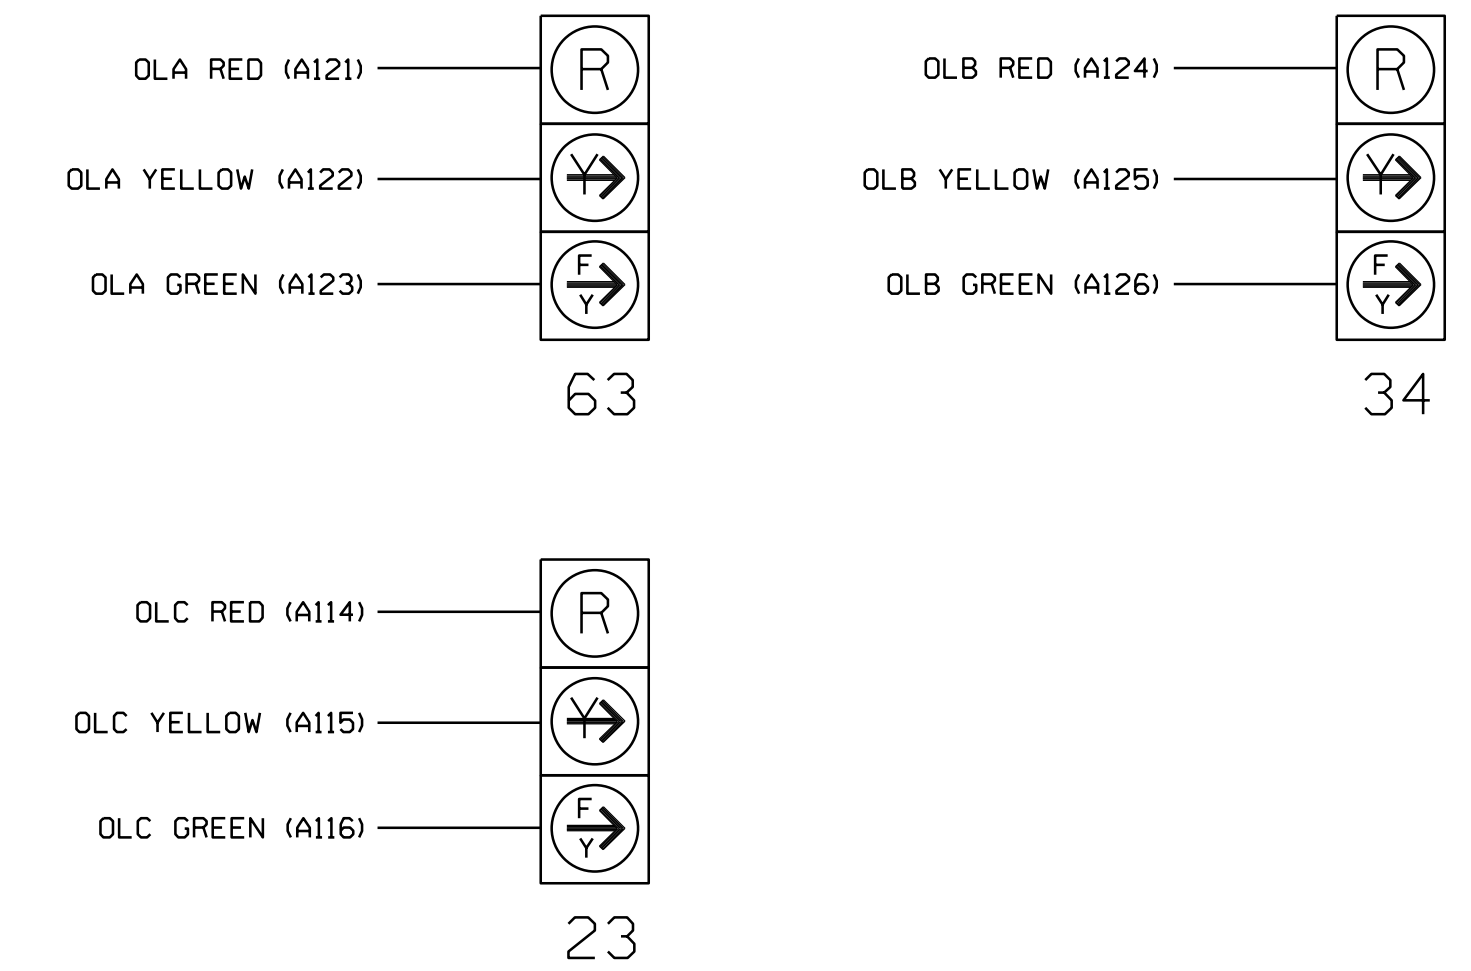 OLA RED (A121)
R
OLA YELLOW (A122)
Y
OLA GREEN (A123)
F
Y
63
OLB RED (A124)
R
OLB YELLOW (A125)
Y
OLB GREEN (A126)
F
Y
34
OLC RED (A114)
R
OLC YELLOW (A115)
Y
OLC GREEN (A116)
F
Y
23